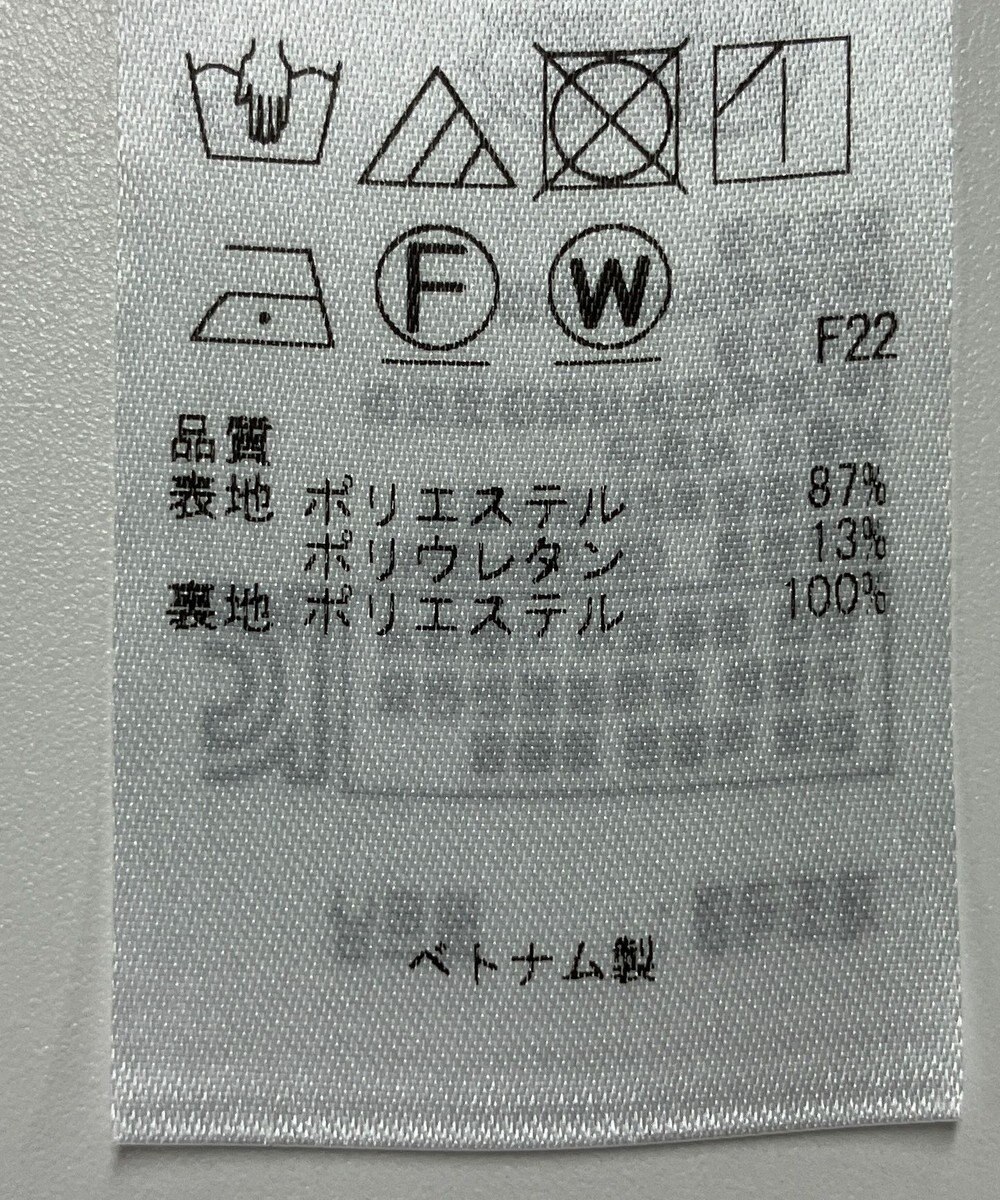 F W
F22
品質
表地 ポリエステル 87%
ポリウレタン 13%
裏地 ポリエステル 100%
ベトナム製